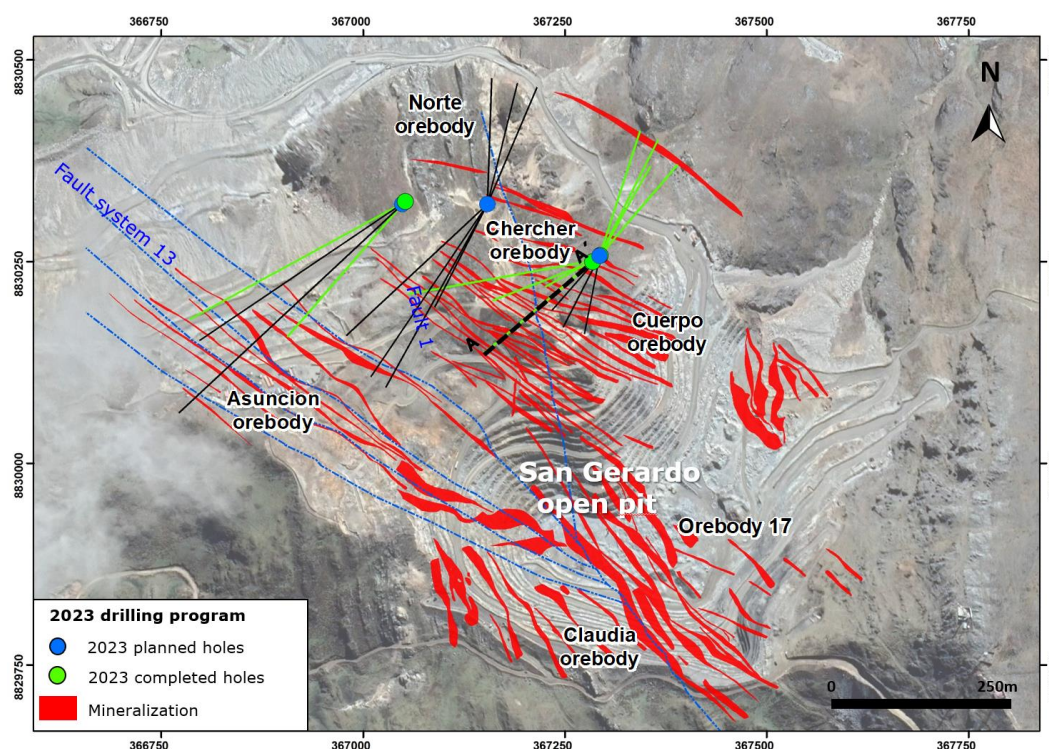 366750 367000 367250 367500 367750
8830500
8830250
8830000
8829750
N
Norte
orebody
Fault system 13
Chercher
orebody
A'
A
Fault 1
Cuerpo
orebody
Asuncion
orebody
San Gerardo
open pit
Orebody 17
Claudia
orebody
2023 drilling program
2023 planned holes
2023 completed holes
Mineralization
0 250m
366750 367000 367250 367500 367750